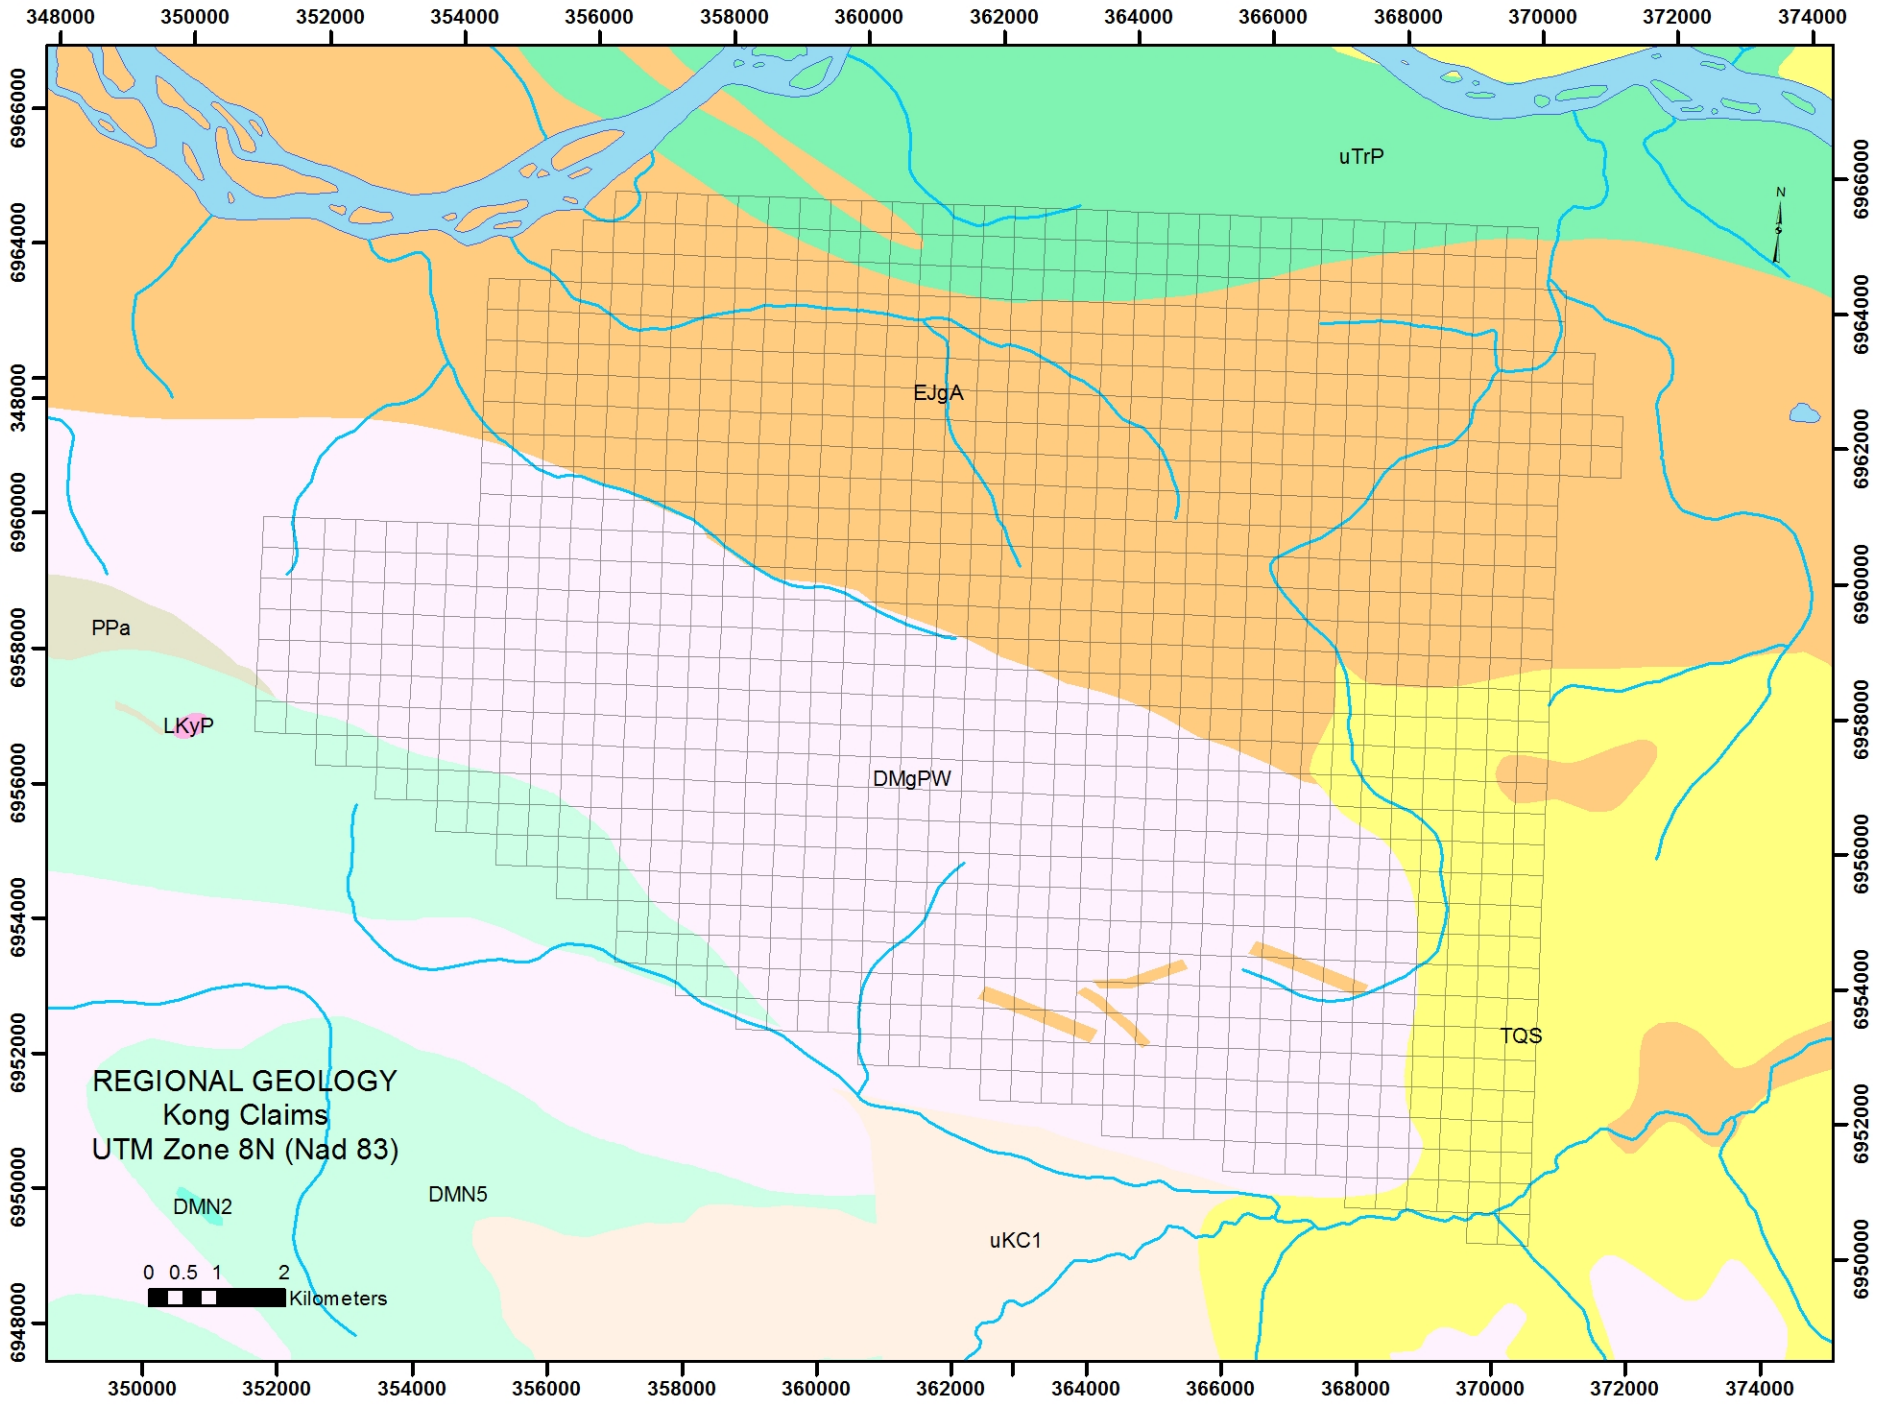 348000 350000 352000 354000 356000 358000 360000 362000 364000 366000 368000 370000 372000 374000
6966000
6964000
348000
6960000
6958000
6956000
6954000
6952000
6950000
6948000
6966000
6964000
6962000
6960000
6958000
6956000
6954000
6952000
6950000
uTrP
N
S
EJgA
PPa
LKyP
DMgPW
TQS
REGIONAL GEOLOGY
Kong Claims
UTM Zone 8N (Nad 83)
DMN2
DMN5
uKC1
0 0.5 1 2
Kilometers
350000 352000 354000 356000 358000 360000 362000 364000 366000 368000 370000 372000 374000